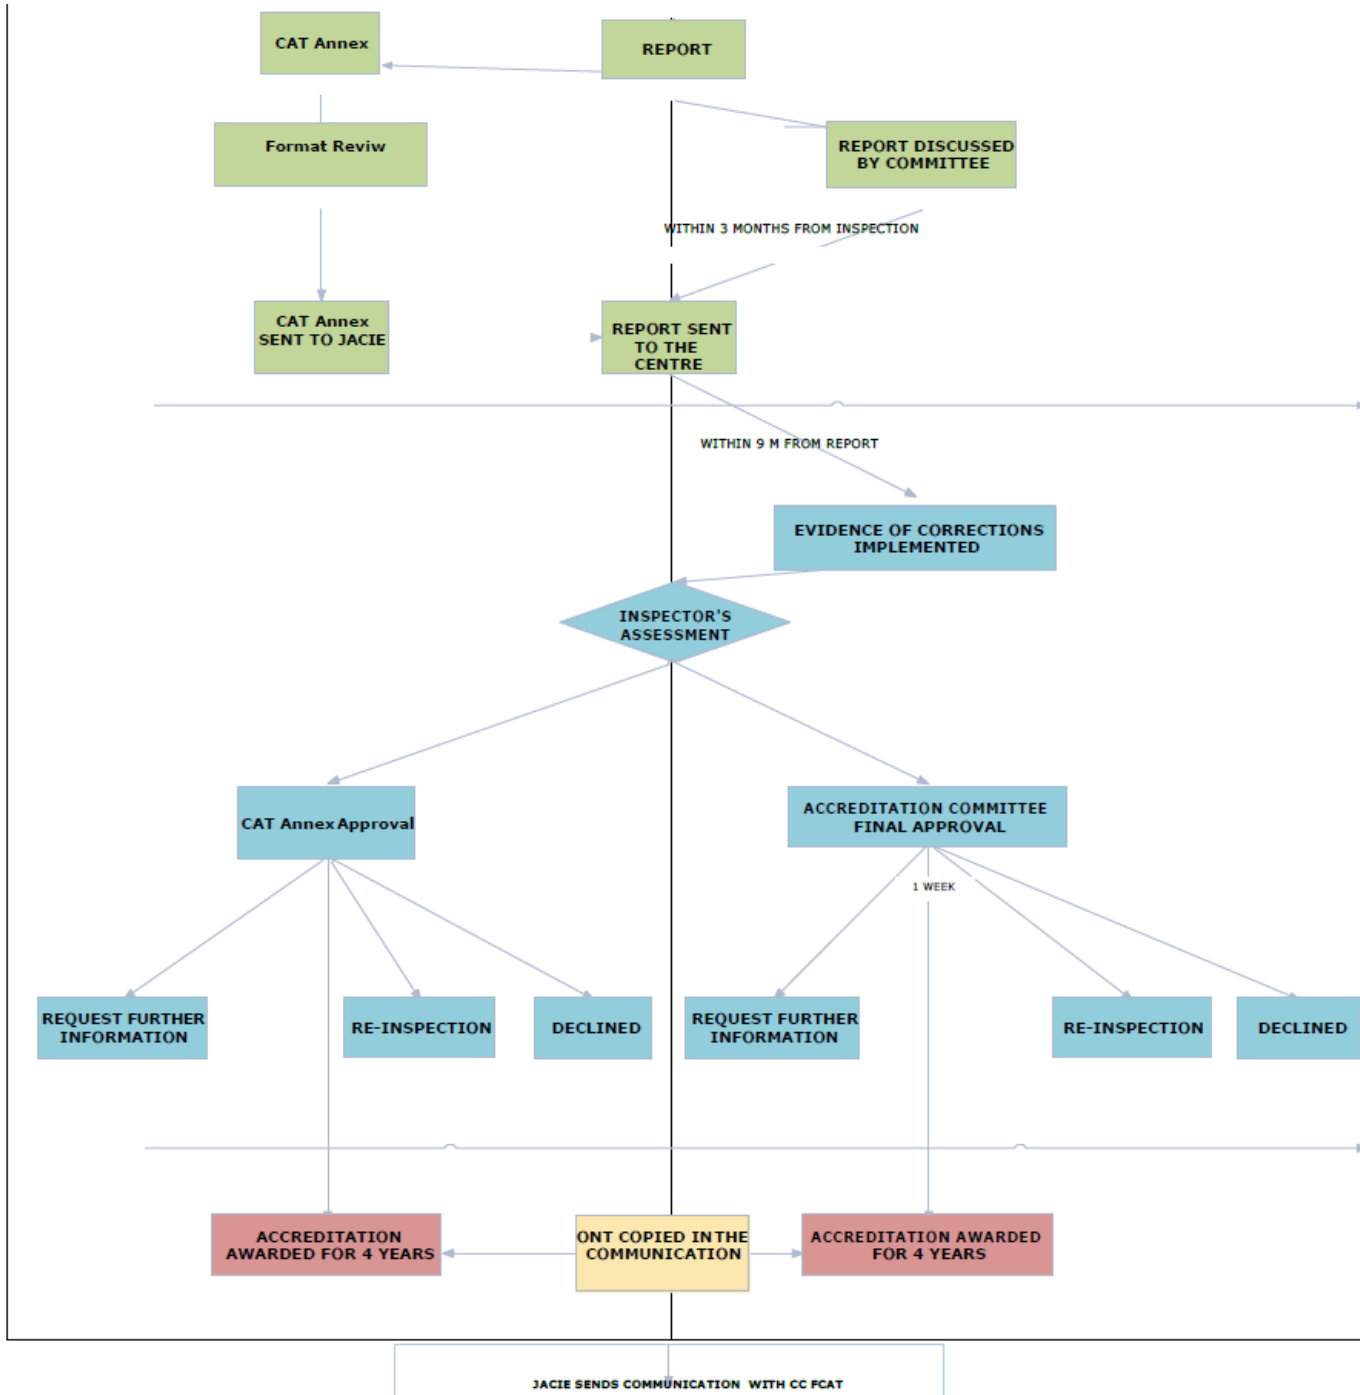 CAT Annex
REPORT
Format Reviw
REPORT DISCUSSED
BY COMMITTEE
WITHIN 3 MONTHS FROM INSPECTION
CAT Annex
SENT TO JACIE
REPORT SENT
TO THE
CENTRE
WITHIN 9 M FROM REPORT
EVIDENCE OF CORRECTIONS
IMPLEMENTED
INSPECTOR'S
ASSESSMENT
CAT Annex Approval
ACCREDITATION COMMITTEE
FINAL APPROVAL
1 WEEK
REQUEST FURTHER
INFORMATION
RE-INSPECTION
DECLINED
REQUEST FURTHER
INFORMATION
RE-INSPECTION
DECLINED
ACCREDITATION
AWARDED FOR 4 YEARS
ONT COPIED IN THE
COMMUNICATION
ACCREDITATION AWARDED
FOR 4 YEARS
JACIE SENDS COMMUNICATION WITH CC FCAT